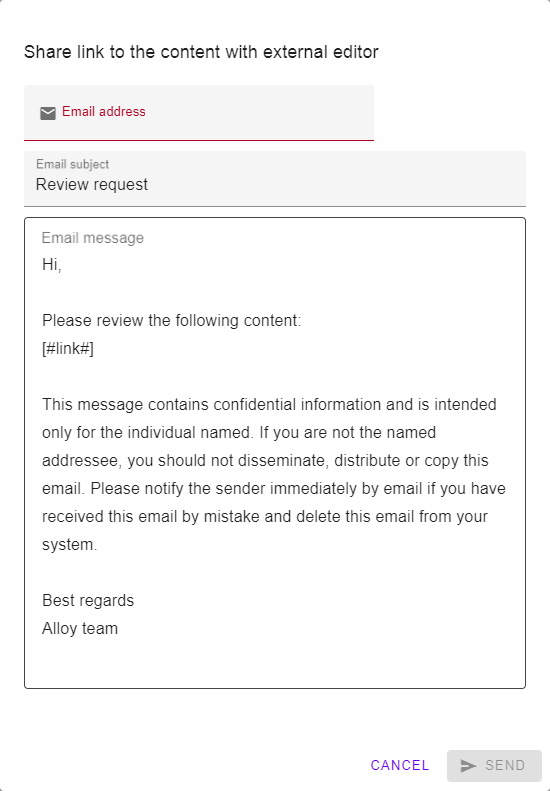 Share link to the content with external editor
Email address
Email subject
Review request
Email message
Hi,
Please review the following content:
[#link#]
This message contains confidential information and is intended
only for the individual named. If you are not the named
addressee, you should not disseminate, distribute or copy this
email. Please notify the sender immediately by email if you have
received this email by mistake and delete this email from your
system.
Best regards
Alloy team
CANCEL
SEND